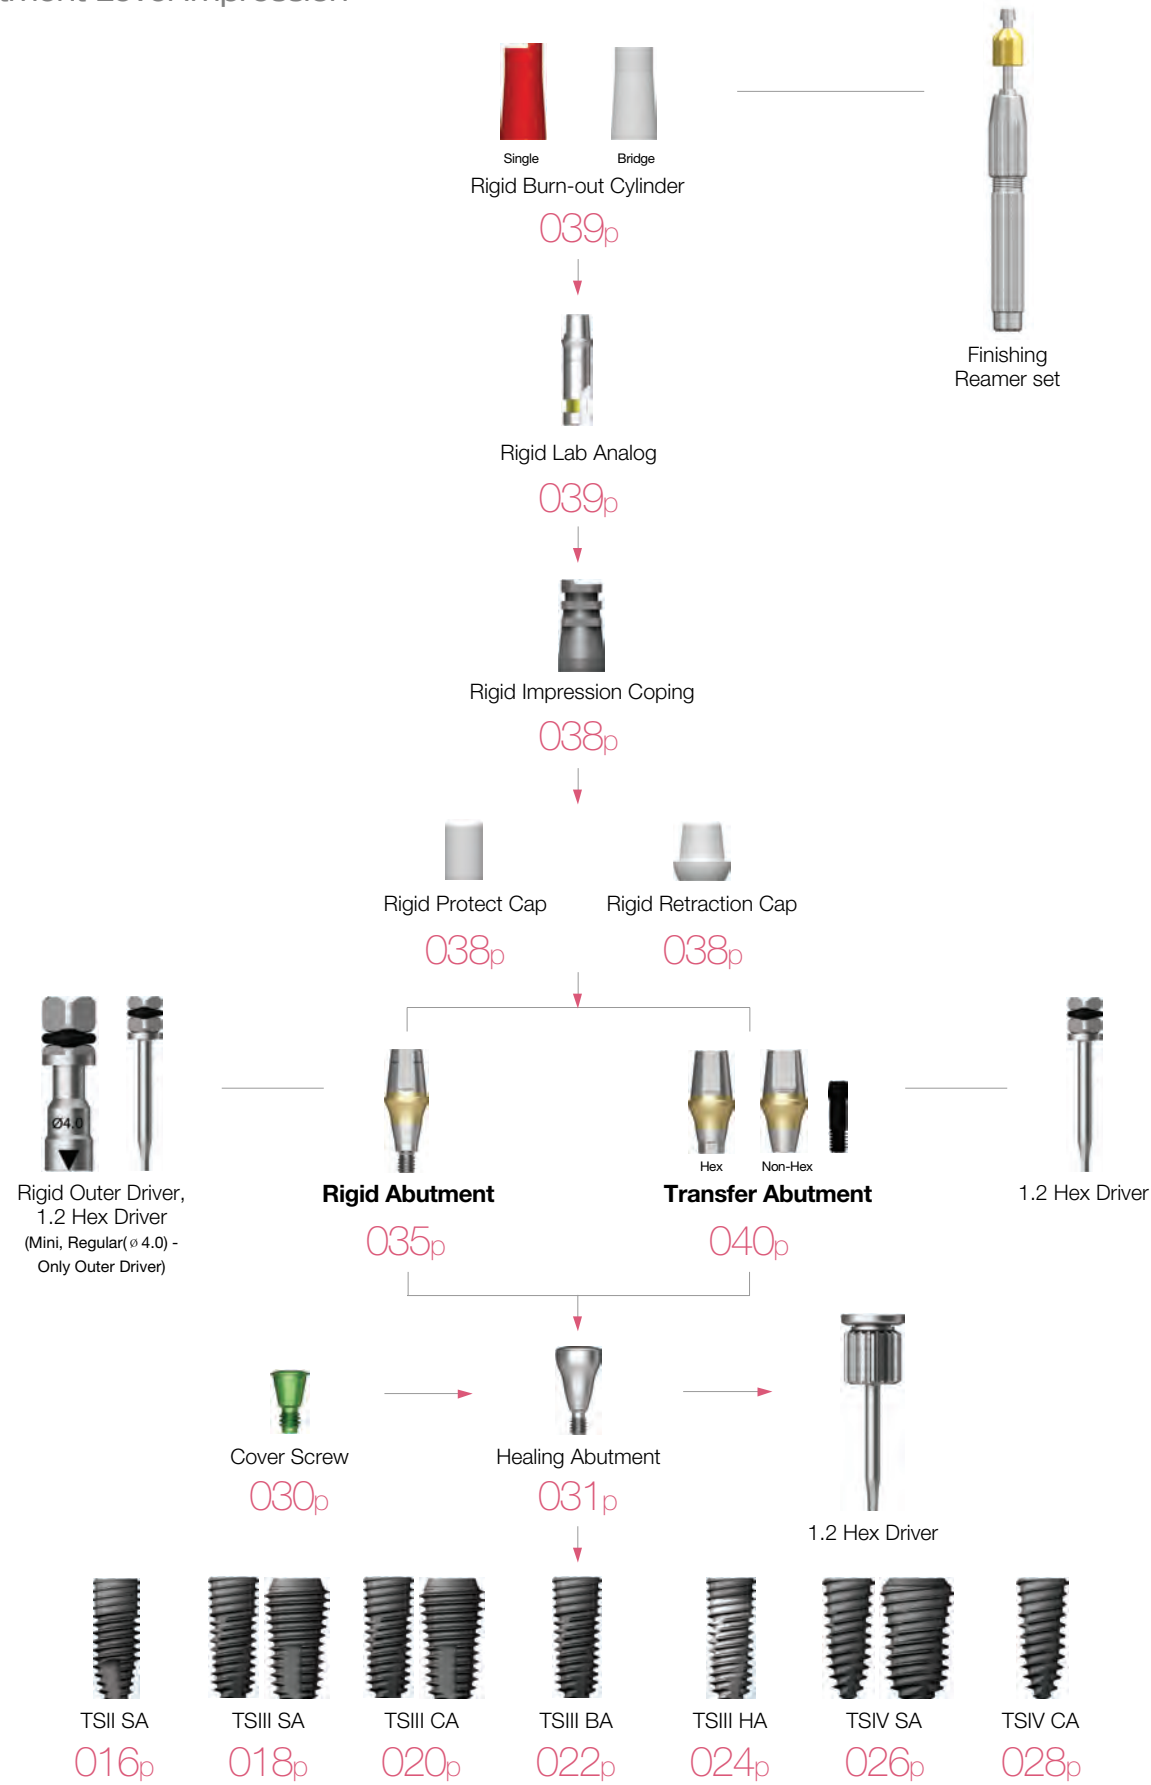 Level Impression
Single
Bridge
Rigid Burn-out Cylinder
039p
Finishing
Reamer set
Rigid Lab Analog
039p
Rigid Impression Coping
038p
Rigid Protect Cap
Rigid Retraction Cap
038p
038p
Ø4.0
Rigid Outer Driver,
1.2 Hex Driver
(Mini, Regular(ø 4.0) -
Only Outer Driver)
Rigid Abutment
035p
Hex
Non-Hex
Transfer Abutment
040p
1.2 Hex Driver
Cover Screw
030p
Healing Abutment
031p
1.2 Hex Driver
TSII SA
TSIII SA
TSIII CA
TSIII BA
TSIII HA
TSIV SA
TSIV CA
016p
018p
020p
022p
024p
026p
028p